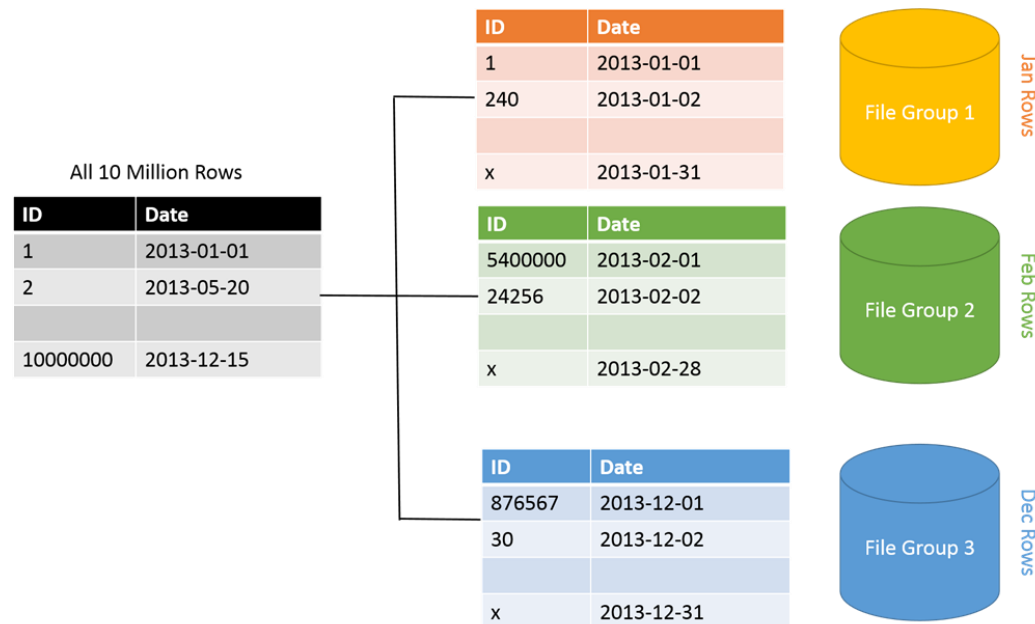 All 10 Million Rows
ID Date
1 2013-01-01
2 2013-05-20
10000000 2013-12-15
ID Date
1 2013-01-01
240 2013-01-02
x 2013-01-31
File Group 1
Jan Rows
ID Date
5400000 2013-02-01
24256 2013-02-02
x 2013-02-28
File Group 2
Feb Rows
ID Date
876567 2013-12-01
30 2013-12-02
x 2013-12-31
File Group 3
Dec Rows